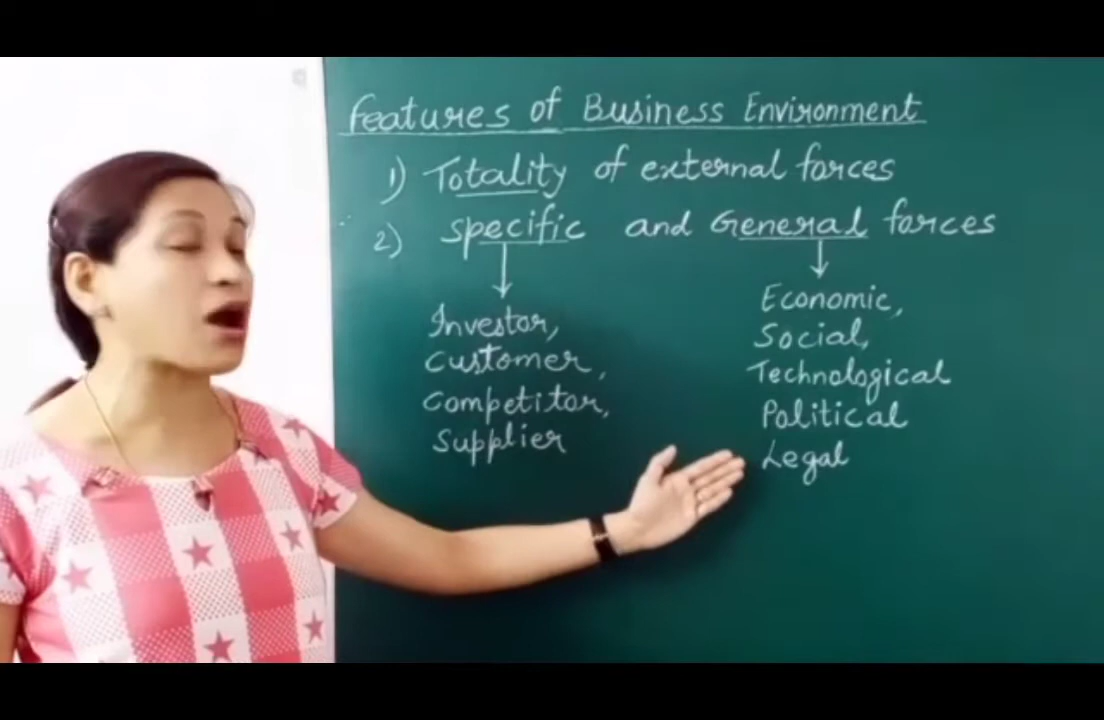 Features of Business Environment
1) Totality of external forces
2) Specific and General forces
Investor,
Customer,
Competitor,
Supplier
Economic,
Social,
Technological
Political
Legal